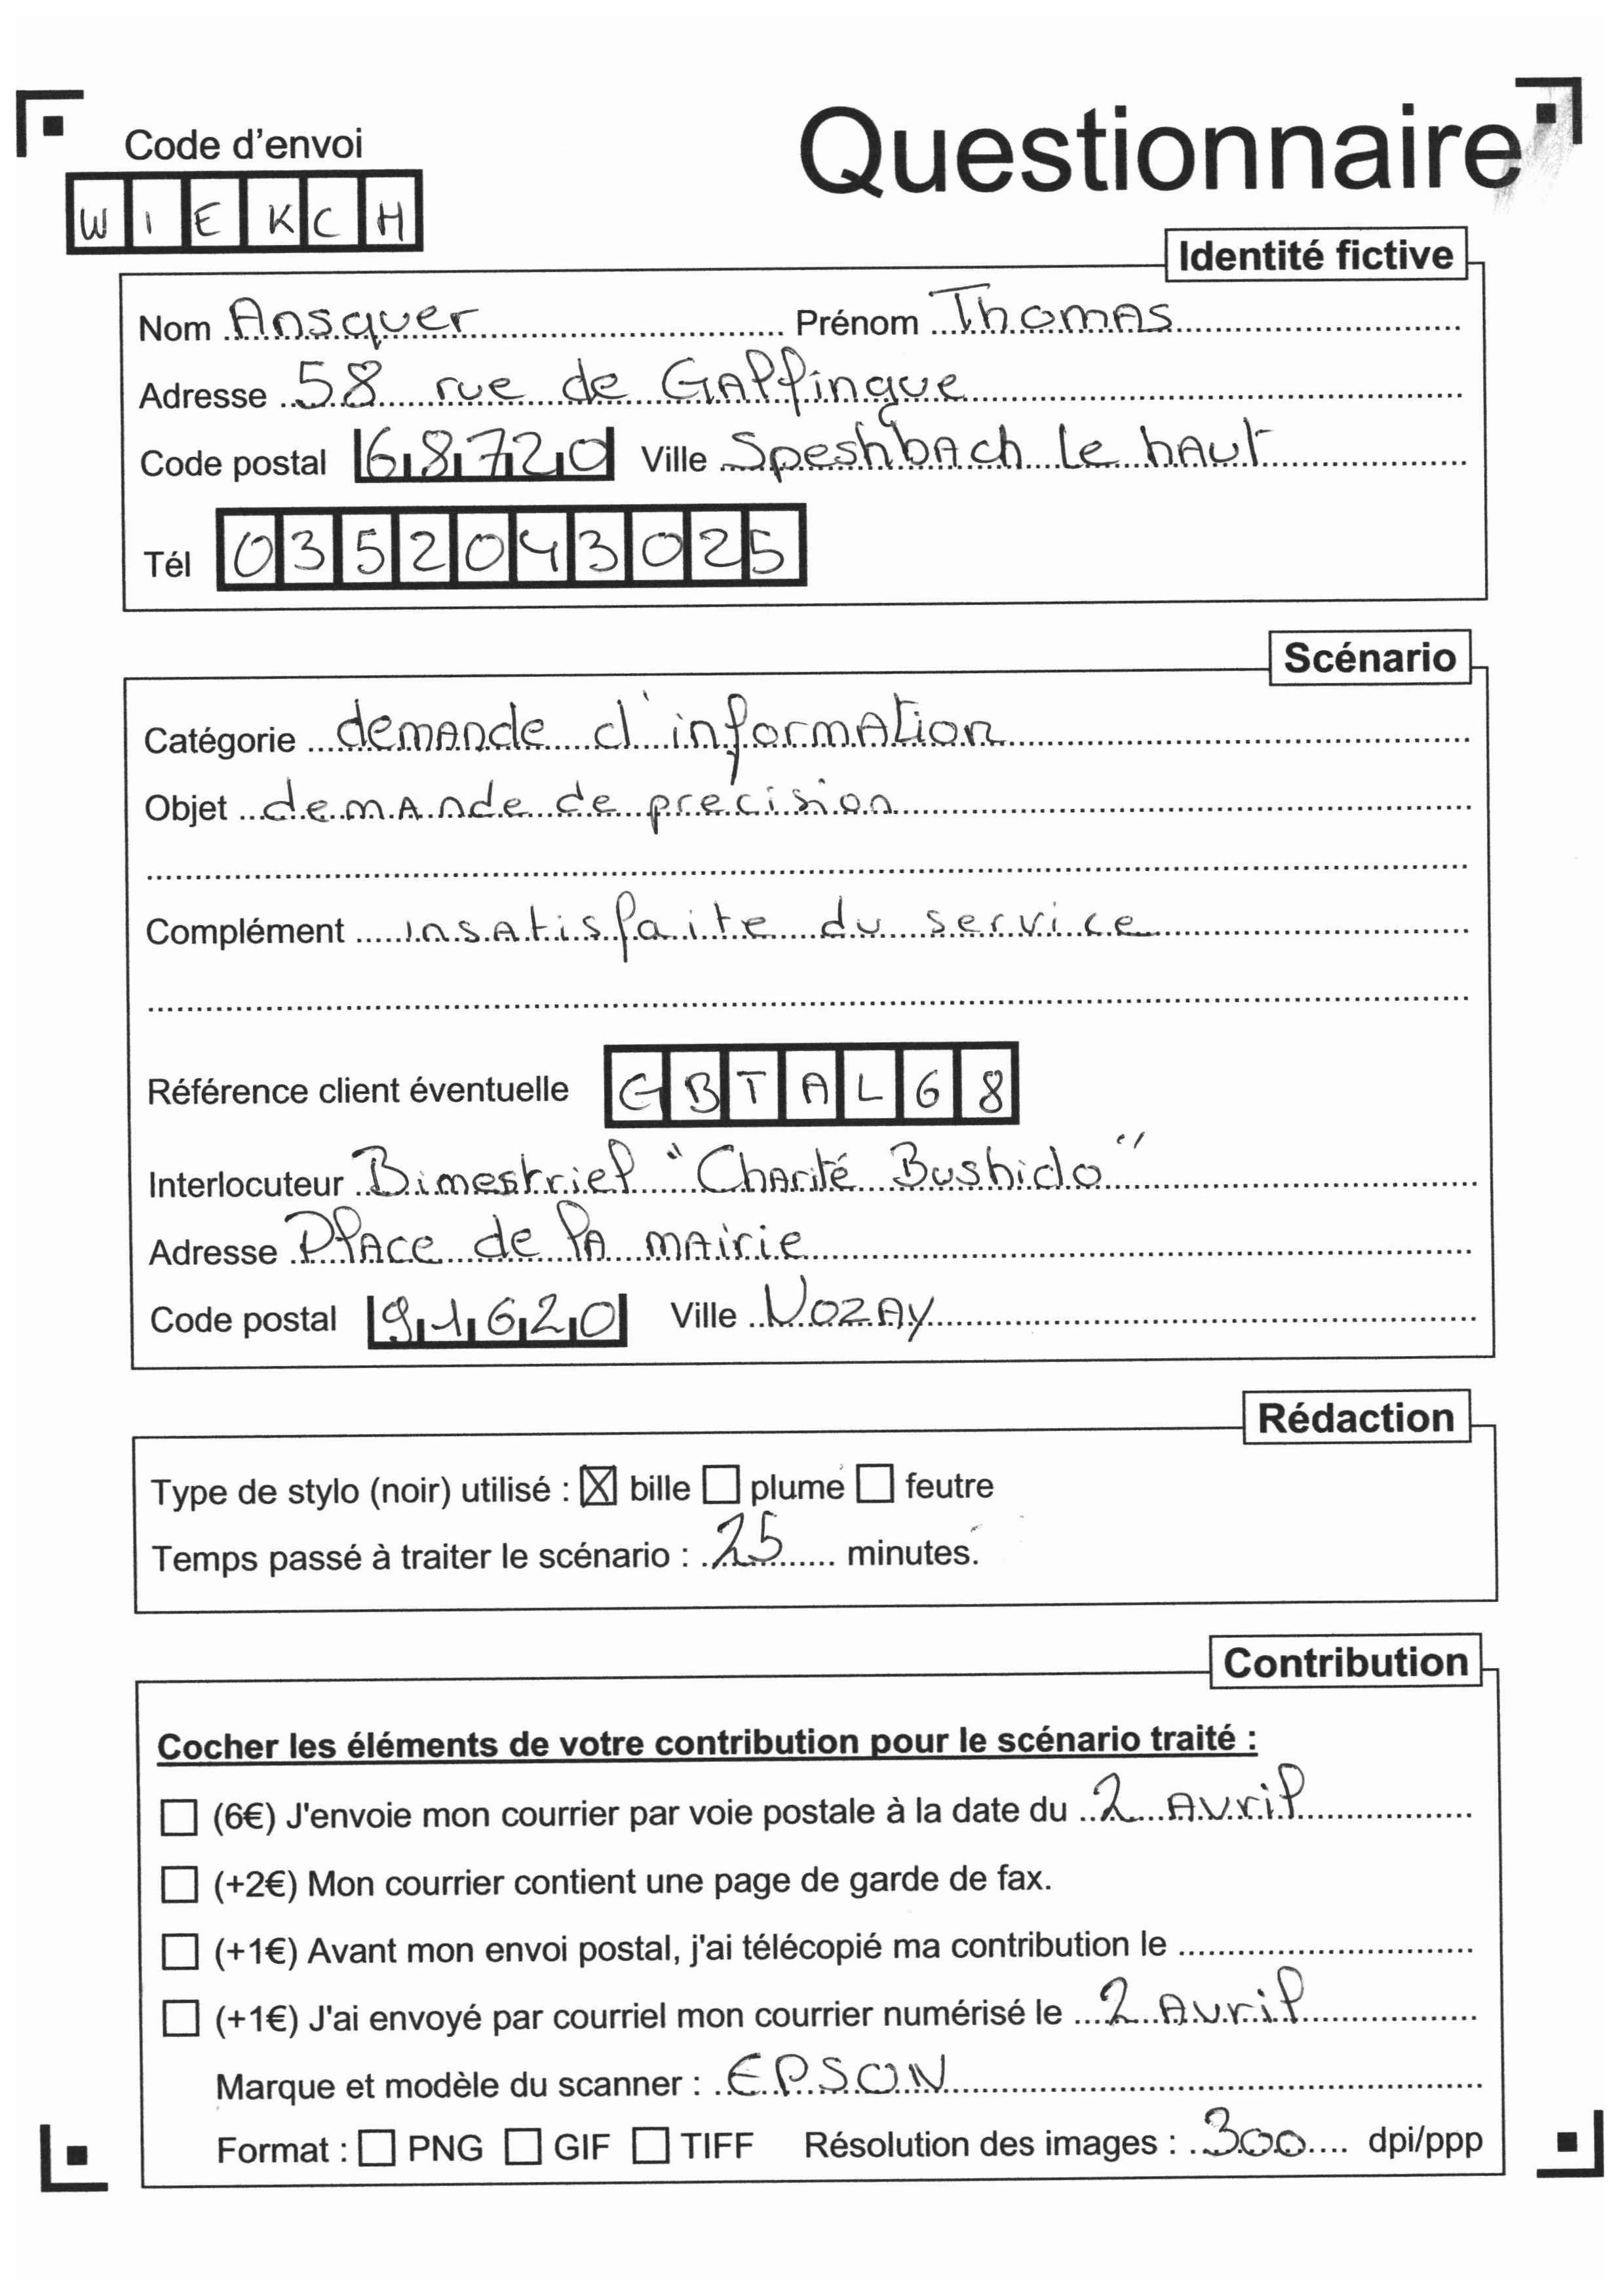 Questionnaire
Code d'envoi
WIEKCH
Identité fictive
Nom Ansquer Prénom Thomas
Adresse 58 rue de Gallfingue
Code postal 68720 Ville Speshbach le haut
Tél 0352043025
Scénario
Catégorie demande d'information
Objet demande de precision
Complément insatisfaite du service
Référence client éventuelle GBTAL68
Interlocuteur Bimestriel "Charité Bushido"
Adresse Place de la mairie
Code postal 91620 Ville Nozay
Rédaction
Type de stylo (noir) utilisé : ☒ bille ☐ plume ☐ feutre
Temps passé à traiter le scénario : 25 minutes.
Contribution
Cocher les éléments de votre contribution pour le scénario traité :
☐ (6€) J'envoie mon courrier par voie postale à la date du 2 Avril
☐ (+2€) Mon courrier contient une page de garde de fax.
☐ (+1€) Avant mon envoi postal, j'ai télécopié ma contribution le
☐ (+1€) J'ai envoyé par courriel mon courrier numérisé le 2 Avril
Marque et modèle du scanner : EPSON
Format : ☐ PNG ☐ GIF ☐ TIFF Résolution des images : 300 dpi/ppp